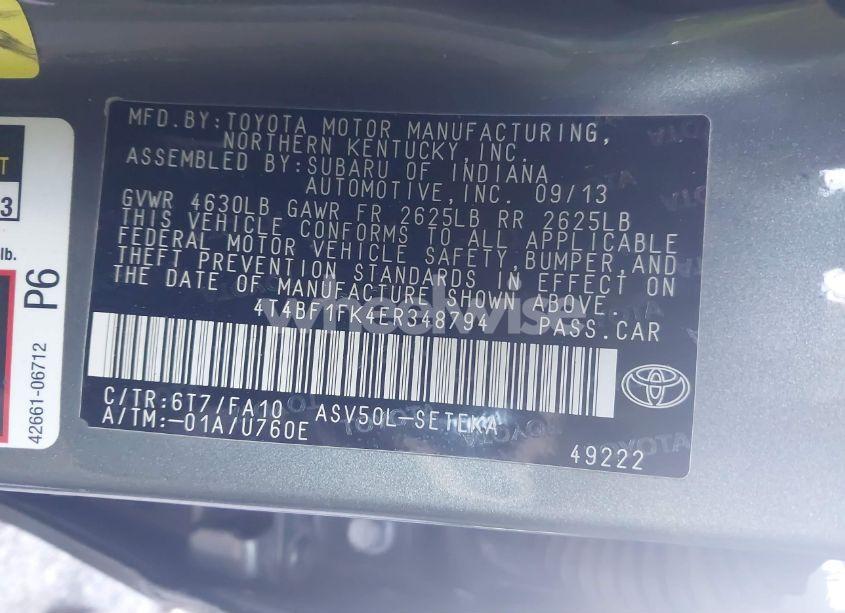 MFD.BY:TOYOTA MOTOR MANUFACTURING,
NORTHERN KENTUCKY,INC.
ASSEMBLED BY:SUBARU OF INDIANA
AUTOMOTIVE,INC. 09/13
GVWR 4630LB GAWR FR 2625LB RR 2625LB
THIS VEHICLE CONFORMS TO ALL APPLICABLE
FEDERAL MOTOR VEHICLE SAFETY,BUMPER,AND
THEFT PREVENTION STANDARDS IN EFFECT ON
THE DATE OF MANUFACTURE SHOWN ABOVE.
4T4BF1FK4ER348794 PASS.CAR
C/TR:6T7/FA10 ASV50L-SETEKA
A/TM:-01A/U760E
49222
wheelwise
3
lb.
P6
42661-06712